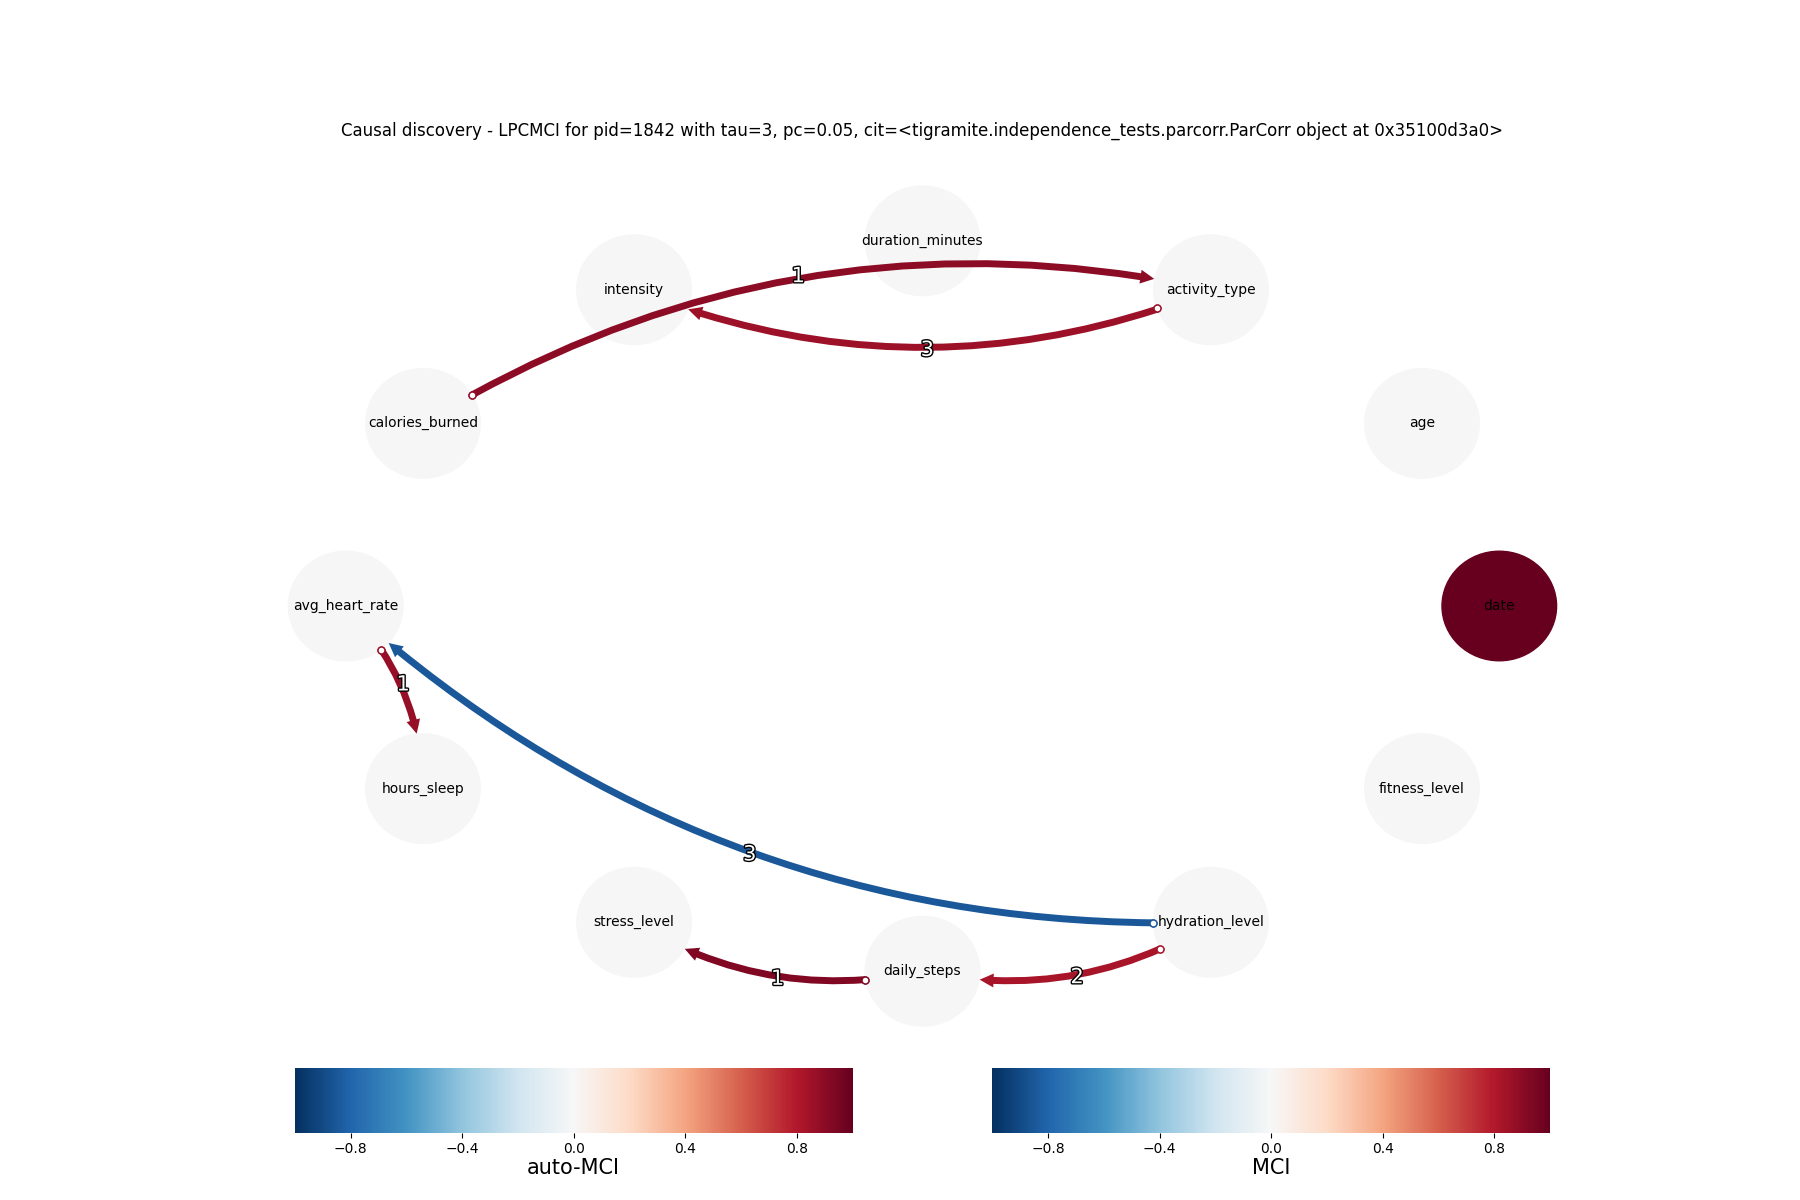 Causal discovery - LPCMCI for pid=1842 with tau=3, pc=0.05, cit=<tigramite.independence_tests.parcorr.ParCorr object at 0x35100d3a0>
duration_minutes
1
intensity
activity_type
3
calories_burned
age
avg_heart_rate
date
1
hours_sleep
fitness_level
3
stress_level
hydration_level
daily_steps
1
2
−0.8 −0.4 0.0 0.4 0.8
auto-MCI
−0.8 −0.4 0.0 0.4 0.8
MCI